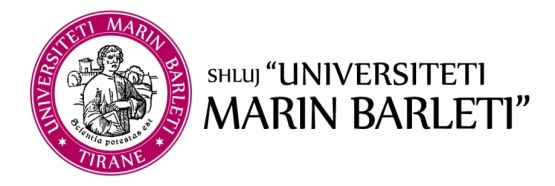 UNIVERSITETI MARIN BARLETI
★ TIRANE ★
Scientia potestas est
SHLUJ “UNIVERSITETI
MARIN BARLETI”